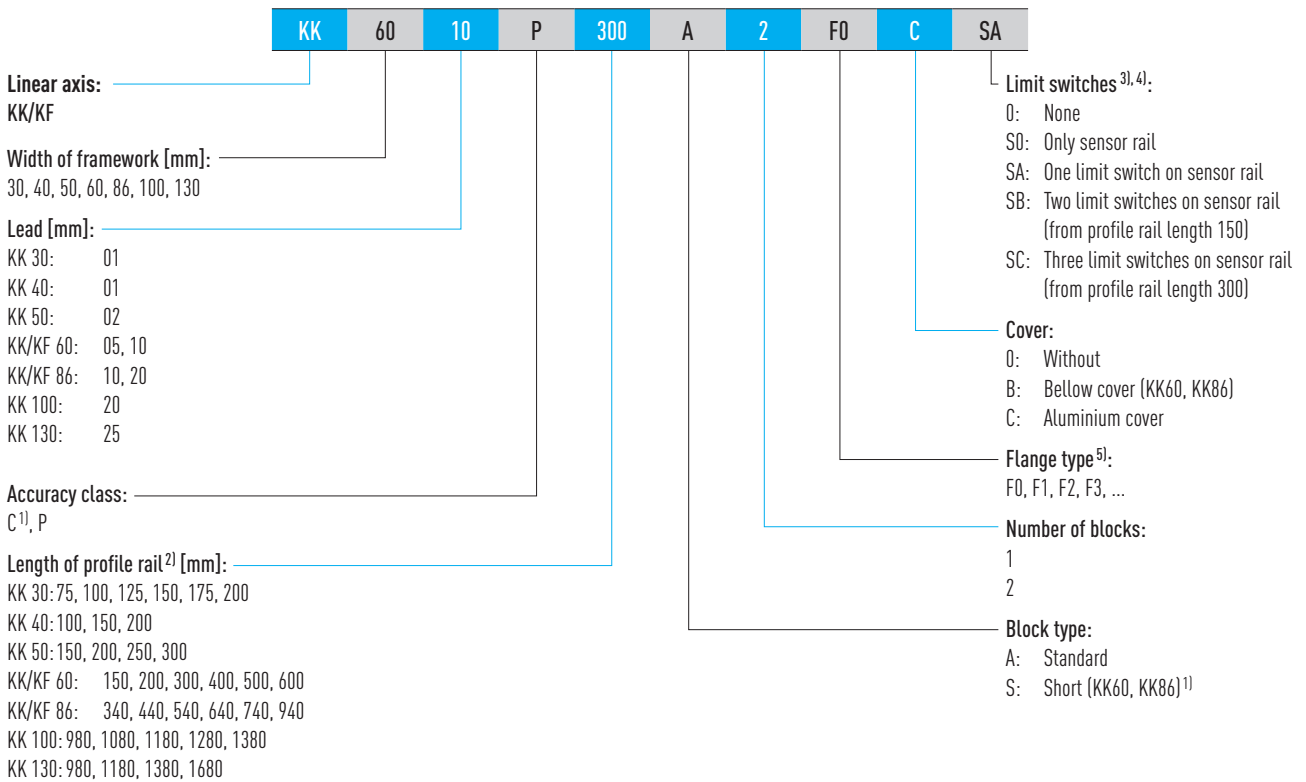 KK 60 10 P 300 A 2 F0 C SA
Linear axis:
KK/KF
Width of framework [mm]:
30, 40, 50, 60, 86, 100, 130
Lead [mm]:
KK 30: 01
KK 40: 01
KK 50: 02
KK/KF 60: 05, 10
KK/KF 86: 10, 20
KK 100: 20
KK 130: 25
Accuracy class:
C 1), P
Length of profile rail 2) [mm]:
KK 30: 75, 100, 125, 150, 175, 200
KK 40: 100, 150, 200
KK 50: 150, 200, 250, 300
KK/KF 60: 150, 200, 300, 400, 500, 600
KK/KF 86: 340, 440, 540, 640, 740, 940
KK 100: 980, 1080, 1180, 1280, 1380
KK 130: 980, 1180, 1380, 1680
Limit switches 3), 4):
0: None
S0: Only sensor rail
SA: One limit switch on sensor rail
SB: Two limit switches on sensor rail
(from profile rail length 150)
SC: Three limit switches on sensor rail
(from profile rail length 300)
Cover:
0: Without
B: Bellow cover (KK60, KK86)
C: Aluminium cover
Flange type 5):
F0, F1, F2, F3, ...
Number of blocks:
1
2
Block type:
A: Standard
S: Short (KK60, KK86) 1)